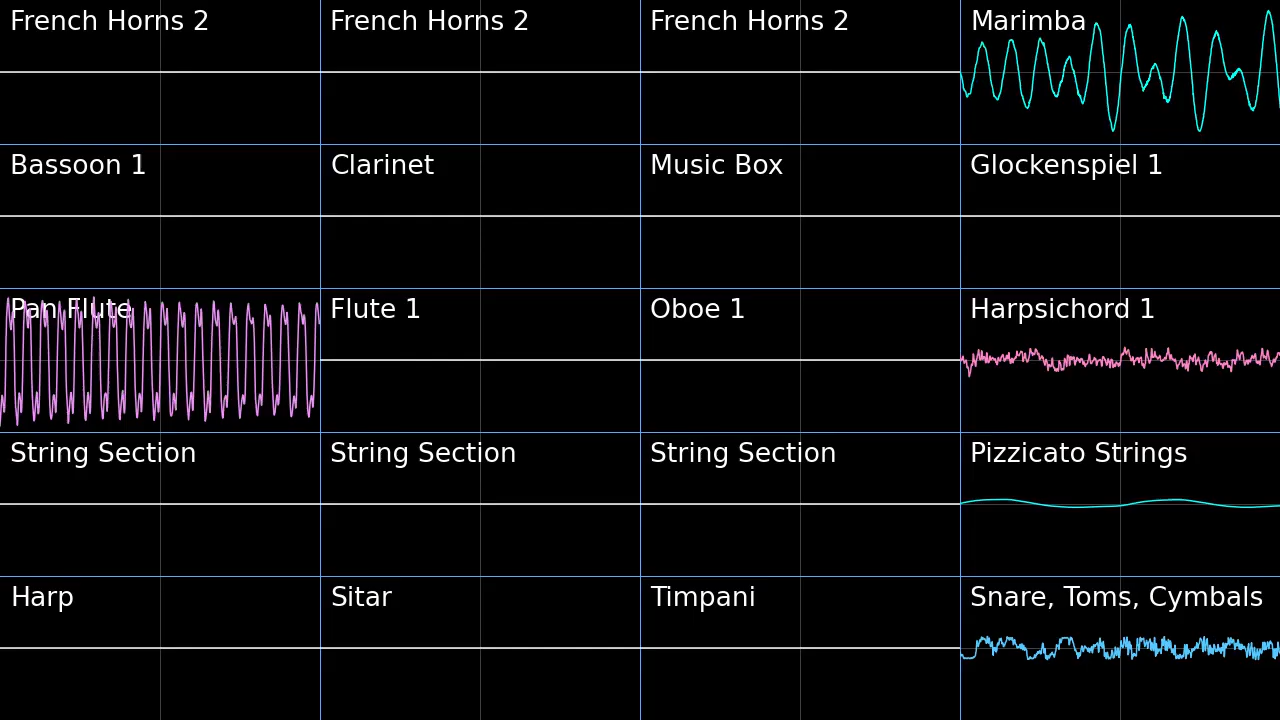 French Horns 2
French Horns 2
French Horns 2
Marimba
Bassoon 1
Clarinet
Music Box
Glockenspiel 1
Pan Flute
Flute 1
Oboe 1
Harpsichord 1
String Section
String Section
String Section
Pizzicato Strings
Harp
Sitar
Timpani
Snare, Toms, Cymbals